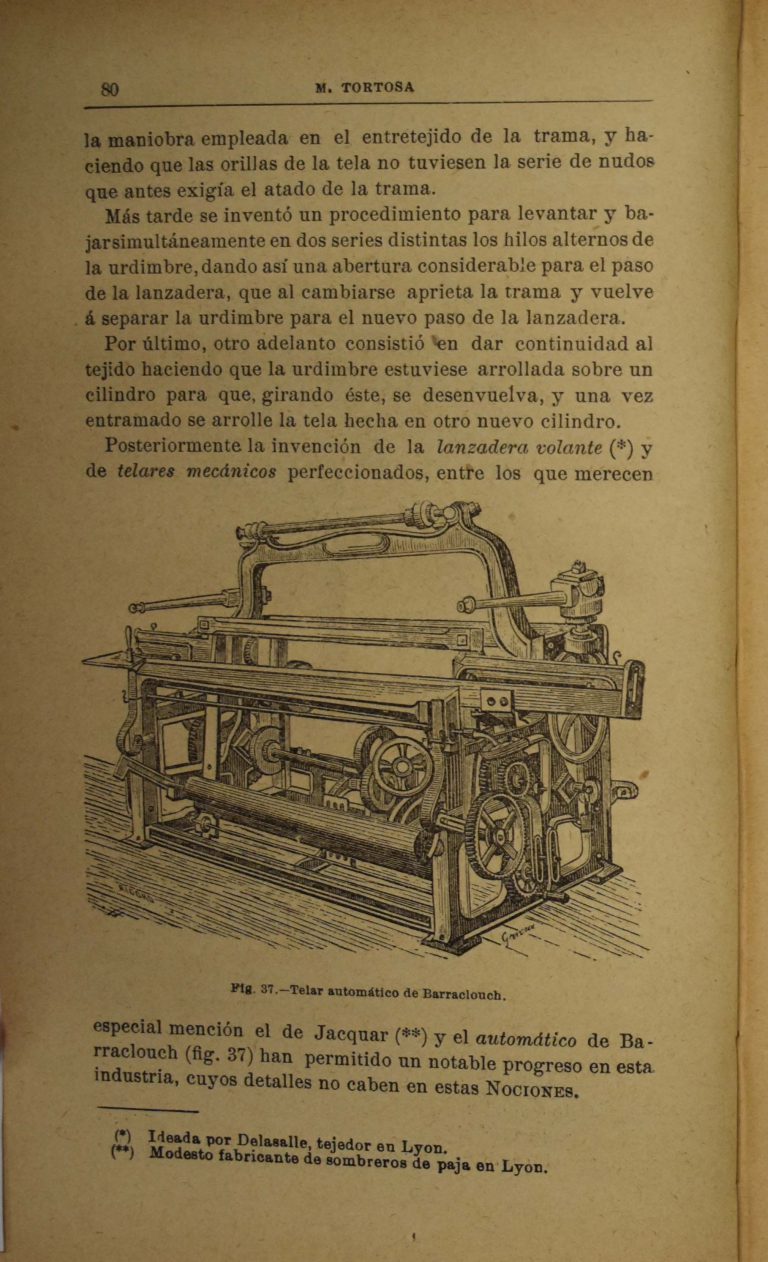 80
M. TORTOSA
la maniobra empleada en el entretejido de la trama, y ha-
ciendo que las orillas de la tela no tuviesen la serie de nudos
que antes exigía el atado de la trama.
Más tarde se inventó un procedimiento para levantar y ba-
jarsimultáneamente en dos series distintas los hilos alternos de
la urdimbre, dando así una abertura considerable para el paso
de la lanzadera, que al cambiarse aprieta la trama y vuelve
á separar la urdimbre para el nuevo paso de la lanzadera.
Por último, otro adelanto consistió en dar continuidad al
tejido haciendo que la urdimbre estuviese arrollada sobre un
cilindro para que, girando éste, se desenvuelva, y una vez
entramado se arrolle la tela hecha en otro nuevo cilindro.
Posteriormente la invención de la lanzadera volante (*) y
de telares mecánicos perfeccionados, entre los que merecen
Fig. 37.—Telar automático de Barraclouch.
especial mención el de Jacquar (**) y el automático de Ba-
rraclouch (fig. 37) han permitido un notable progreso en esta
industria, cuyos detalles no caben en estas NOCIONES.
(*) Ideada por Delasalle, tejedor en Lyon.
(**) Modesto fabricante de sombreros de paja en Lyon.